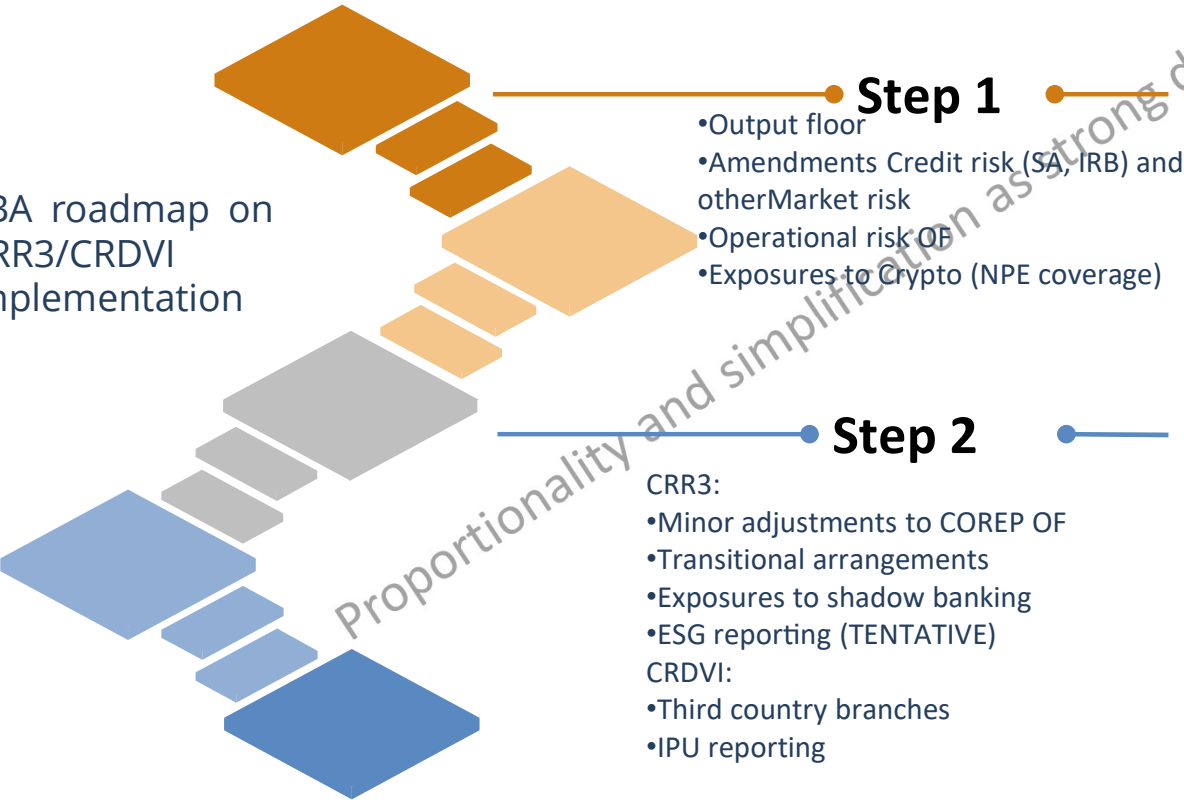 BA roadmap on
RR3/CRDVI
mplementation
Step 1
•Output floor
•Amendments Credit risk (SA, IRB) and
otherMarket risk
•Operational risk OF
•Exposures to Crypto (NPE coverage)
Proportionality and simplification as strong d
Step 2
CRR3:
•Minor adjustments to COREP OF
•Transitional arrangements
•Exposures to shadow banking
•ESG reporting (TENTATIVE)
CRDVI:
•Third country branches
•IPU reporting